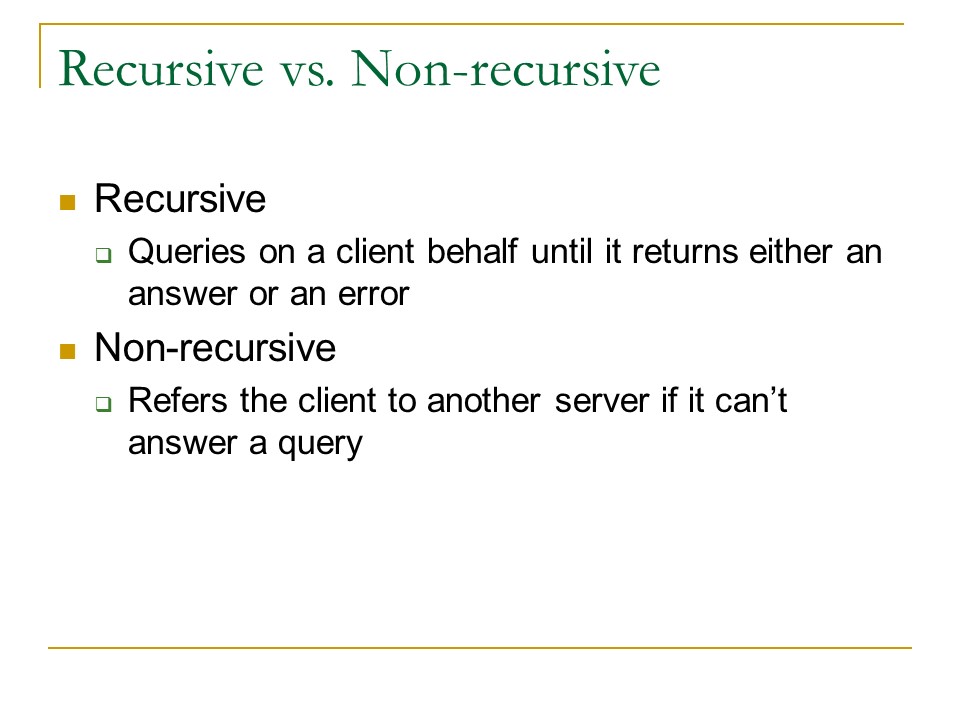 Recursive vs. Non-recursive
Recursive
Queries on a client behalf until it returns either an
answer or an error
Non-recursive
Refers the client to another server if it can’t
answer a query